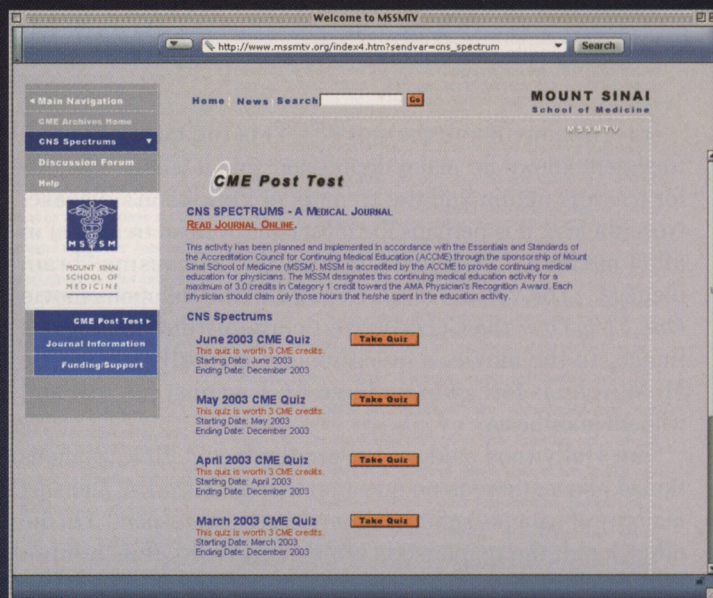 Welcome to MSSMTV
http://www.mssmtv.org/index4.htm?sendvar=cns_spectrum
Search
Main Navigation
CME Archives Home
CNS Spectrums
Discussion Forum
Help
MSSM
MOUNT SINAI
SCHOOL OF
MEDICINE
CME Post Test
Journal Information
Funding/Support
Home News Search Go
MOUNT SINAI
School of Medicine
MSSMTV
CME Post Test
CNS SPECTRUMS - A MEDICAL JOURNAL
READ JOURNAL ONLINE.
This activity has been planned and implemented in accordance with the Essentials and Standards of
the Accreditation Council for Continuing Medical Education (ACCME) through the sponsorship of Mount
Sinai School of Medicine (MSSM). MSSM is accredited by the ACCME to provide continuing medical
education for physicians. The MSSM designates this continuing medical education activity for a
maximum of 3.0 credits in Category 1 credit toward the AMA Physician's Recognition Award. Each
physician should claim only those hours that he/she spent in the education activity.
CNS Spectrums
June 2003 CME Quiz Take Quiz
This quiz is worth 3 CME credits.
Starting Date: June 2003
Ending Date: December 2003
May 2003 CME Quiz Take Quiz
This quiz is worth 3 CME credits.
Starting Date: May 2003
Ending Date: December 2003
April 2003 CME Quiz Take Quiz
This quiz is worth 3 CME credits.
Starting Date: April 2003
Ending Date: December 2003
March 2003 CME Quiz Take Quiz
This quiz is worth 3 CME credits.
Starting Date: March 2003
Ending Date: December 2003